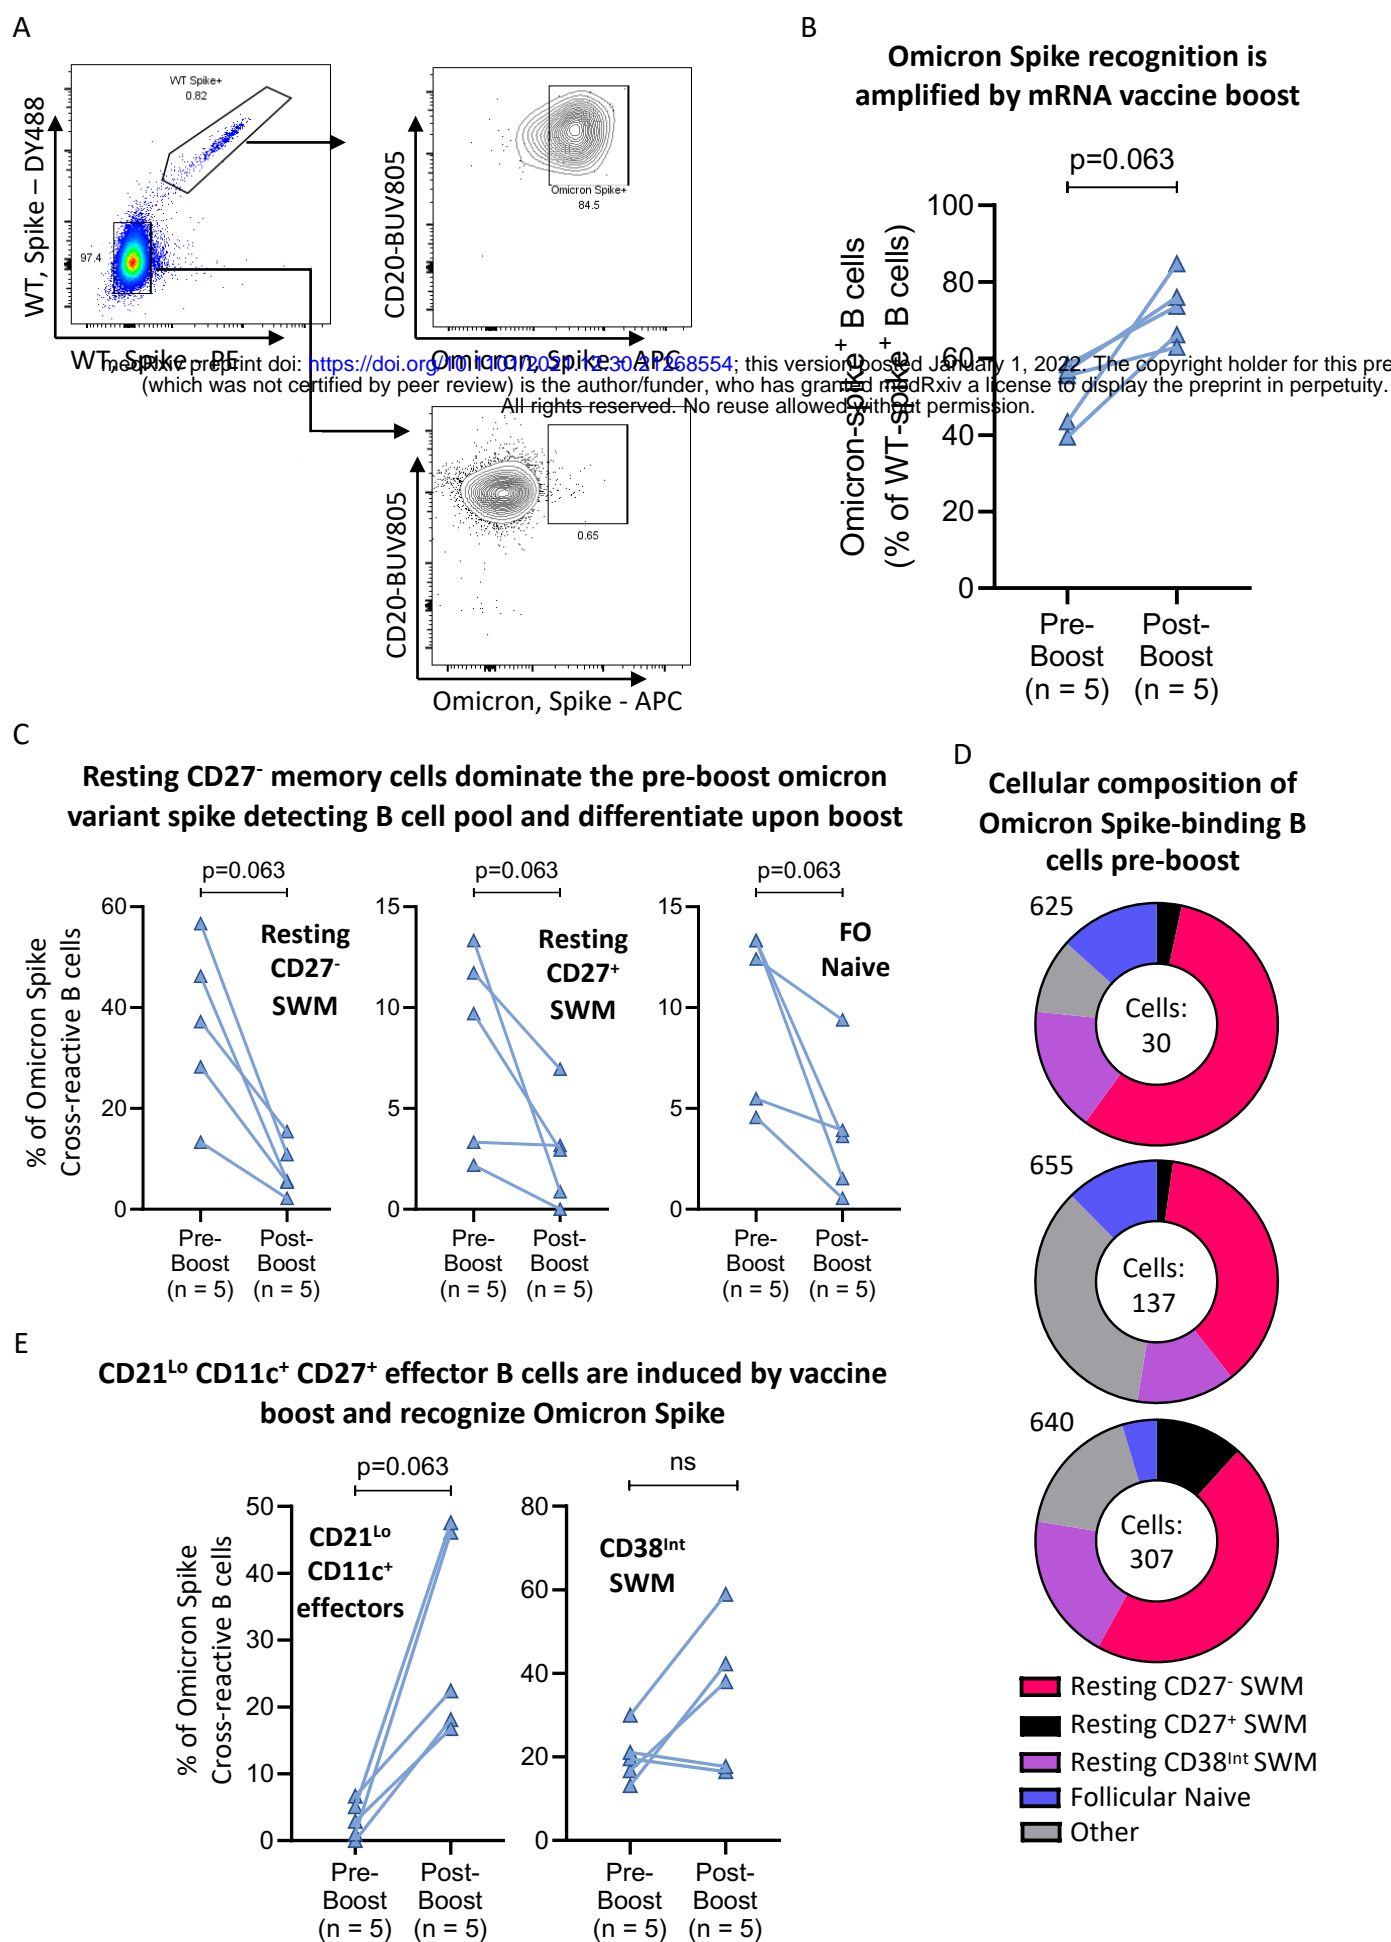 A
WT Spike+
0.82
97.4
WT, Spike – DY488
WT, Spike – PE
Omicron Spike+
84.5
CD20-BUV805
Omicron, Spike - APC
0.65
CD20-BUV805
Omicron, Spike - APC
medRxiv preprint doi: https://doi.org/10.1101/2021.12.30.21268554; this version posted January 1, 2022. The copyright holder for this pre
(which was not certified by peer review) is the author/funder, who has granted medRxiv a license to display the preprint in perpetuity.
All rights reserved. No reuse allowed without permission.
B
Omicron Spike recognition is
amplified by mRNA vaccine boost
p=0.063
100
80
60
40
20
0
Omicron-spike⁺ B cells
(% of WT-spike⁺ B cells)
Pre-
Boost
(n = 5)
Post-
Boost
(n = 5)
C
Resting CD27⁻ memory cells dominate the pre-boost omicron
variant spike detecting B cell pool and differentiate upon boost
% of Omicron Spike
Cross-reactive B cells
p=0.063
60
40
20
0
Resting
CD27⁻
SWM
Pre-
Boost
(n = 5)
Post-
Boost
(n = 5)
p=0.063
15
10
5
0
Resting
CD27⁺
SWM
Pre-
Boost
(n = 5)
Post-
Boost
(n = 5)
p=0.063
15
10
5
0
FO
Naive
Pre-
Boost
(n = 5)
Post-
Boost
(n = 5)
D
Cellular composition of
Omicron Spike-binding B
cells pre-boost
625
Cells:
30
655
Cells:
137
640
Cells:
307
Resting CD27⁻ SWM
Resting CD27⁺ SWM
Resting CD38ᴵⁿᵗ SWM
Follicular Naive
Other
E
CD21ᴸᵒ CD11c⁺ CD27⁺ effector B cells are induced by vaccine
boost and recognize Omicron Spike
% of Omicron Spike
Cross-reactive B cells
p=0.063
50
40
30
20
10
0
CD21ᴸᵒ
CD11c⁺
effectors
Pre-
Boost
(n = 5)
Post-
Boost
(n = 5)
ns
80
60
40
20
0
CD38ᴵⁿᵗ
SWM
Pre-
Boost
(n = 5)
Post-
Boost
(n = 5)